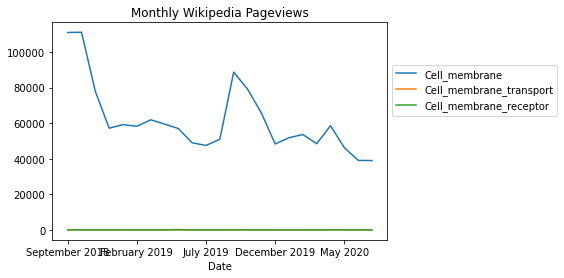 Monthly Wikipedia Pageviews
100000
80000
60000
40000
20000
0
September 2018 February 2019 July 2019 December 2019 May 2020
Date
Cell_membrane
Cell_membrane_transport
Cell_membrane_receptor